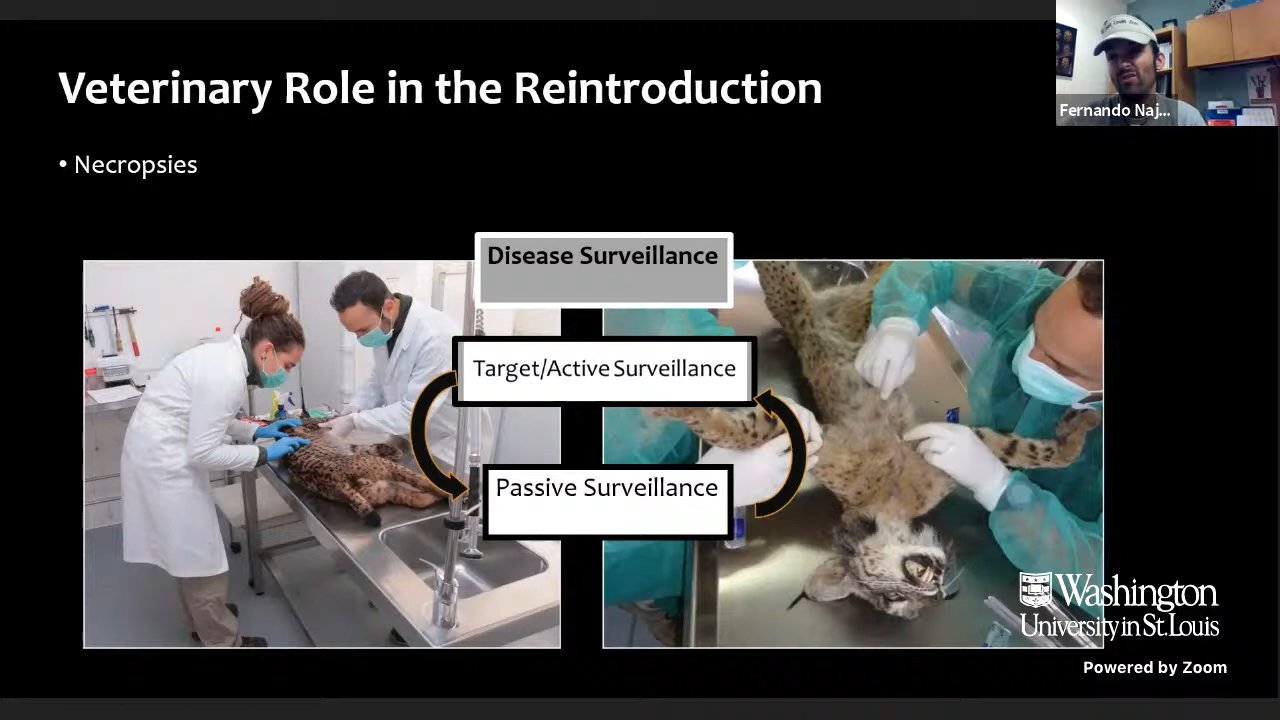 Veterinary Role in the Reintroduction
Fernando Naj...
• Necropsies
Disease Surveillance
Target/Active Surveillance
Passive Surveillance
Washington
University in St. Louis
Powered by Zoom